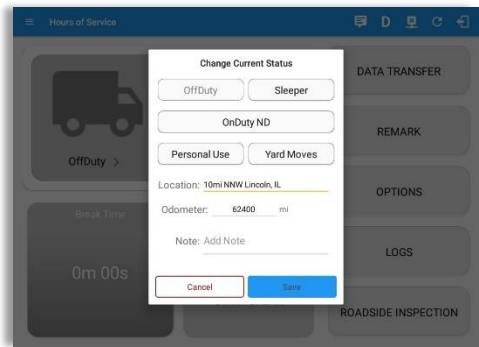 Hours of Service
D
Change Current Status
OffDuty
Sleeper
OnDuty ND
Personal Use
Yard Moves
Location: 10mi NNW Lincoln, IL
Odometer: 62400 mi
Note: Add Note
Cancel
Save
OffDuty >
Break Time
0m 00s
DATA TRANSFER
REMARK
OPTIONS
LOGS
ROADSIDE INSPECTION